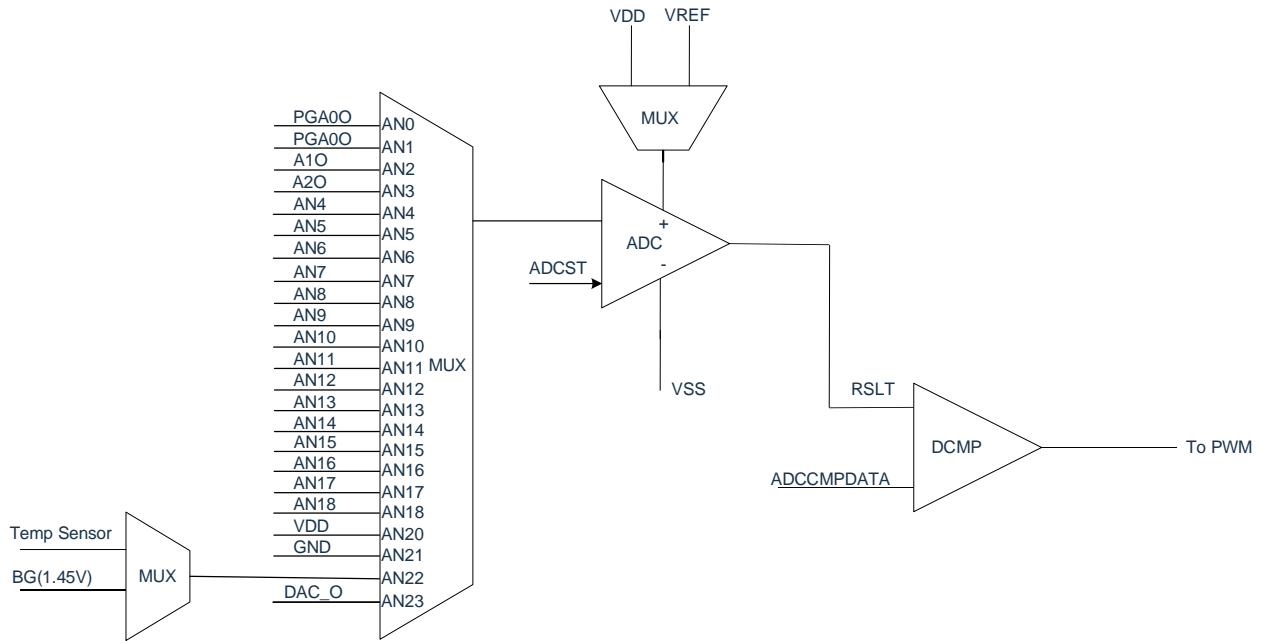 VDD VREF
MUX
PGA0O AN0
PGA0O AN1
A1O AN2
A2O AN3
AN4 AN4
AN5 AN5
AN6 AN6
AN7 AN7
AN8 AN8
AN9 AN9
AN10 AN10
AN11 AN11
AN12 AN12
AN13 AN13
AN14 AN14
AN15 AN15
AN16 AN16
AN17 AN17
AN18 AN18
VDD AN20
GND AN21
AN22
DAC_O AN23
MUX
Temp Sensor
BG(1.45V)
MUX
+
ADC
-
ADCST
VSS
RSLT
DCMP
ADCCMPDATA
To PWM